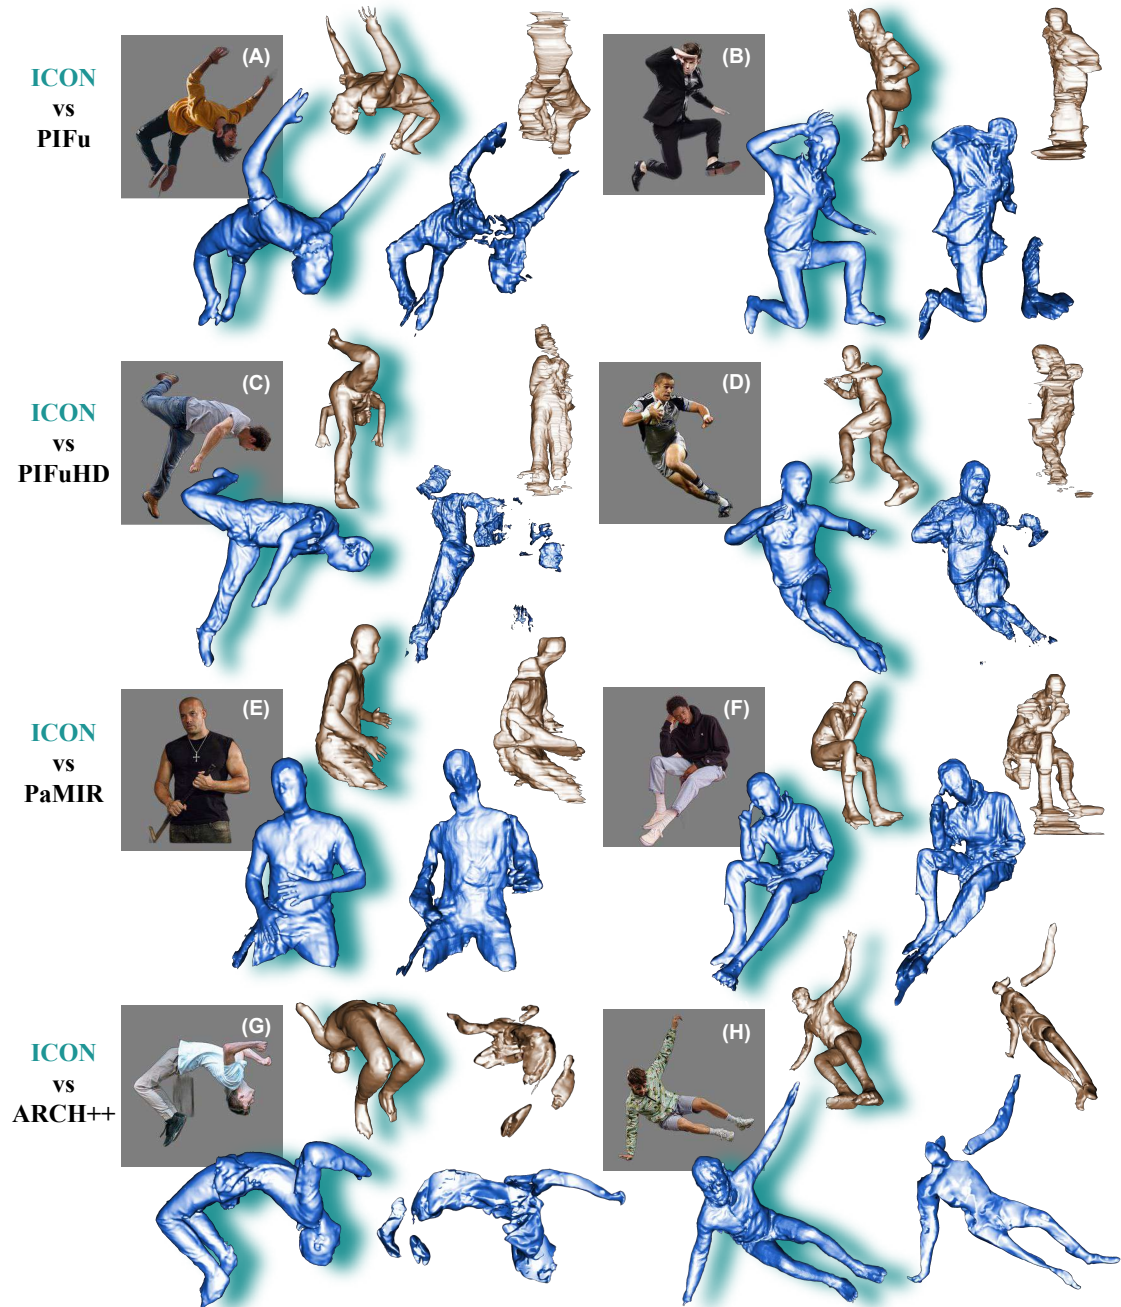 ICON
vs
PIFu
(A)
(B)
ICON
vs
PIFuHD
(C)
(D)
ICON
vs
PaMIR
(E)
(F)
ICON
vs
ARCH++
(G)
(H)